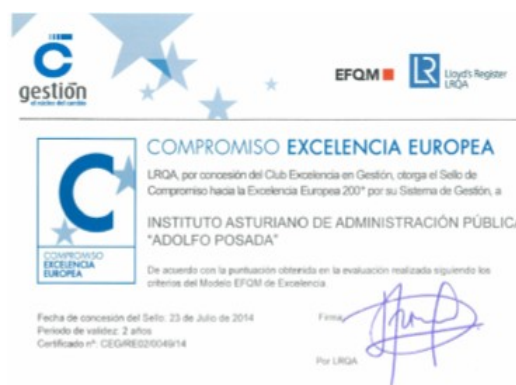 gestión
el núcleo del cambio
EFQM
LR
Lloyd's Register
LRQA
COMPROMISO EXCELENCIA EUROPEA
LRQA, por concesión del Club Excelencia en Gestión, otorga el Sello de
Compromiso hacia la Excelencia Europea 200+ por su Sistema de Gestión, a
INSTITUTO ASTURIANO DE ADMINISTRACIÓN PÚBLICA
"ADOLFO POSADA"
C
COMPROMISO
EXCELENCIA
EUROPEA
De acuerdo con la puntuación obtenida en la evaluación realizada siguiendo los
criterios del Modelo EFQM de Excelencia
Fecha de concesión del Sello: 23 de Julio de 2014
Periodo de validez: 2 años
Certificado nº: CEG/RE02/0049/14
Firma:
Por LRQA